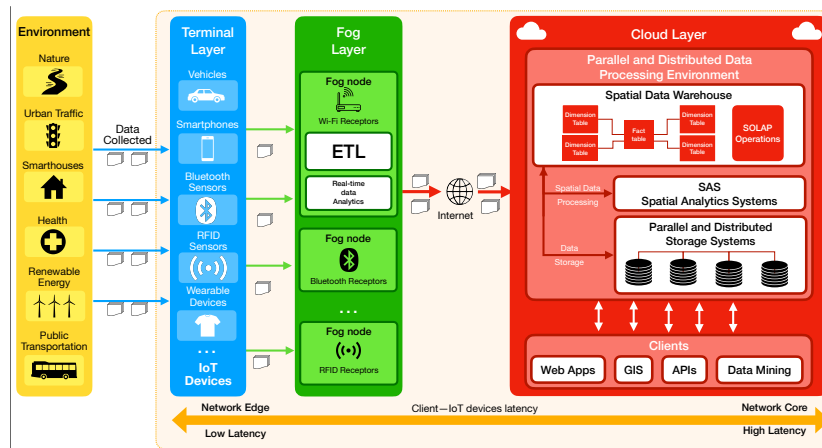 Environment
Nature
Urban Traffic
Smarthouses
Health
Renewable
Energy
Public
Transportation
Data
Collected
Terminal
Layer
Vehicles
Smartphones
Bluetooth
Sensors
RFID
Sensors
Wearable
Devices
...
IoT
Devices
Fog
Layer
Fog node
Wi-Fi Receptors
ETL
Real-time
data
Analytics
Fog node
Bluetooth Receptors
...
Fog node
RFID Receptors
Internet
Cloud Layer
Parallel and Distributed Data
Processing Environment
Spatial Data Warehouse
Dimension
Table
Dimension
Table
Fact
table
Dimension
Table
Dimension
Table
SOLAP
Operations
Spatial Data
Processing
SAS
Spatial Analytics Systems
Data
Storage
Parallel and Distributed
Storage Systems
Clients
Web Apps
GIS
APIs
Data Mining
Network Edge
Client—IoT devices latency
Network Core
Low Latency
High Latency